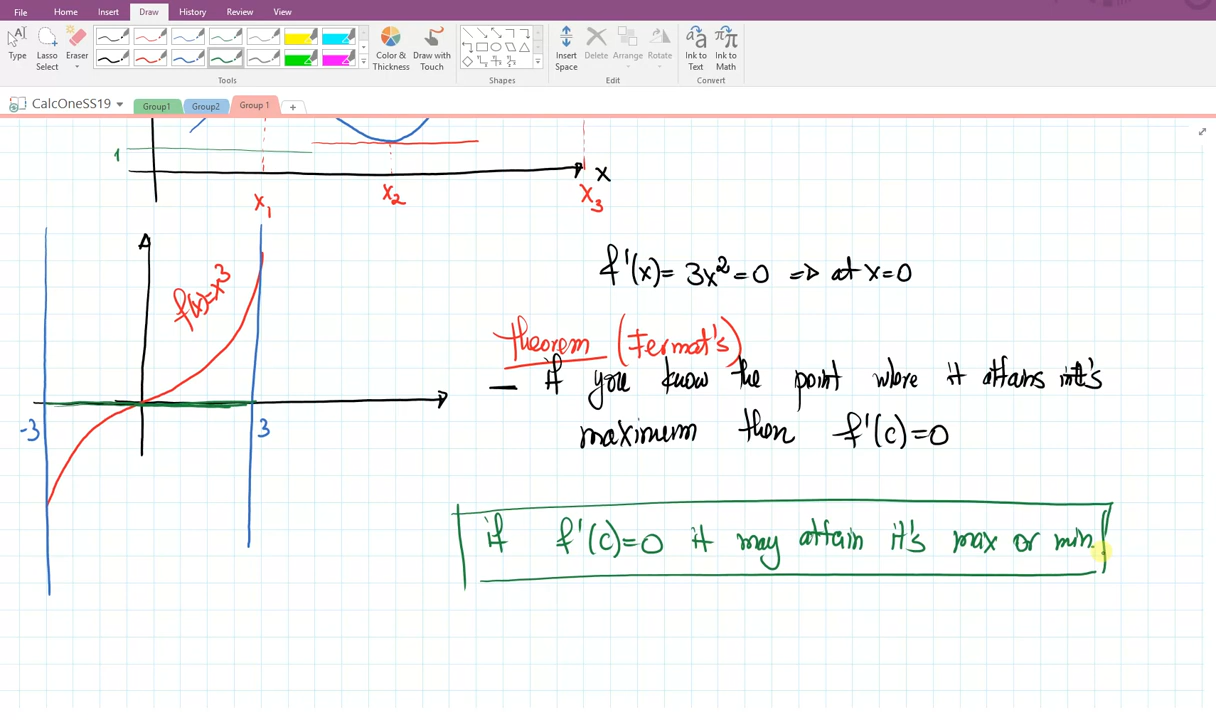 File Home Insert Draw History Review View
Type
Lasso Select
Eraser
Color & Thickness
Draw with Touch
Insert Space
Delete
Arrange
Rotate
Ink to Text
Ink to Math
Tools
Shapes
Edit
Convert
CalcOneSS19
Group1
Group2
Group 1
+
1
x
x1
x2
x3
f(x)=x³
-3
3
f'(x)= 3x²=0 => at x=0
theorem (Fermat's)
- if you know the point where it attains it's
maximum then f'(c)=0
if f'(c)=0 it may attain it's max or min.